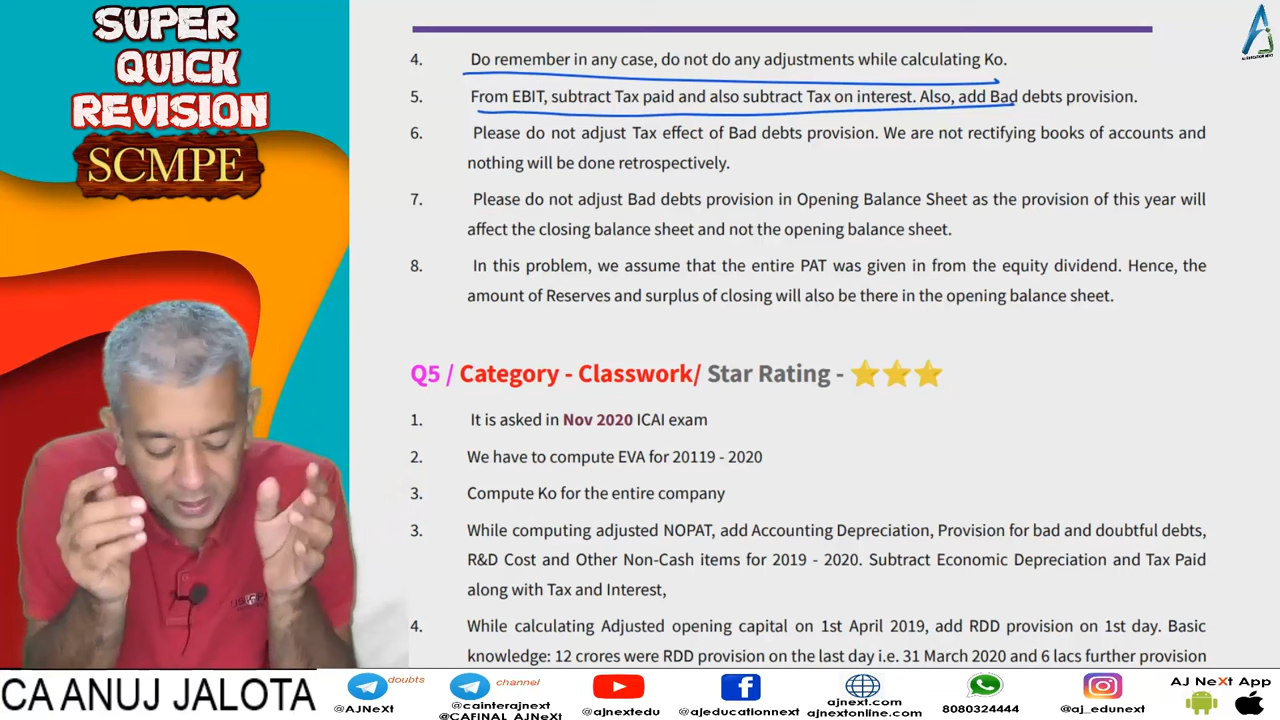 SUPER
QUICK
REVISION
SCMPE
4. Do remember in any case, do not do any adjustments while calculating Ko.
5. From EBIT, subtract Tax paid and also subtract Tax on interest. Also, add Bad debts provision.
6. Please do not adjust Tax effect of Bad debts provision. We are not rectifying books of accounts and
nothing will be done retrospectively.
7. Please do not adjust Bad debts provision in Opening Balance Sheet as the provision of this year will
affect the closing balance sheet and not the opening balance sheet.
8. In this problem, we assume that the entire PAT was given in from the equity dividend. Hence, the
amount of Reserves and surplus of closing will also be there in the opening balance sheet.
Q5 / Category - Classwork/ Star Rating -
1. It is asked in Nov 2020 ICAI exam
2. We have to compute EVA for 20119 - 2020
3. Compute Ko for the entire company
3. While computing adjusted NOPAT, add Accounting Depreciation, Provision for bad and doubtful debts,
R&D Cost and Other Non-Cash items for 2019 - 2020. Subtract Economic Depreciation and Tax Paid
along with Tax and Interest,
4. While calculating Adjusted opening capital on 1st April 2019, add RDD provision on 1st day. Basic
knowledge: 12 crores were RDD provision on the last day i.e. 31 March 2020 and 6 lacs further provision
CA ANUJ JALOTA
doubts
@AJNeXt
channel
@cainterajnext
@CAFINAL_AJNeXt
@ajnextedu
@ajeducationnext
ajnext.com
ajnextonline.com
8080324444
@aj_edunext
AJ NeXt App